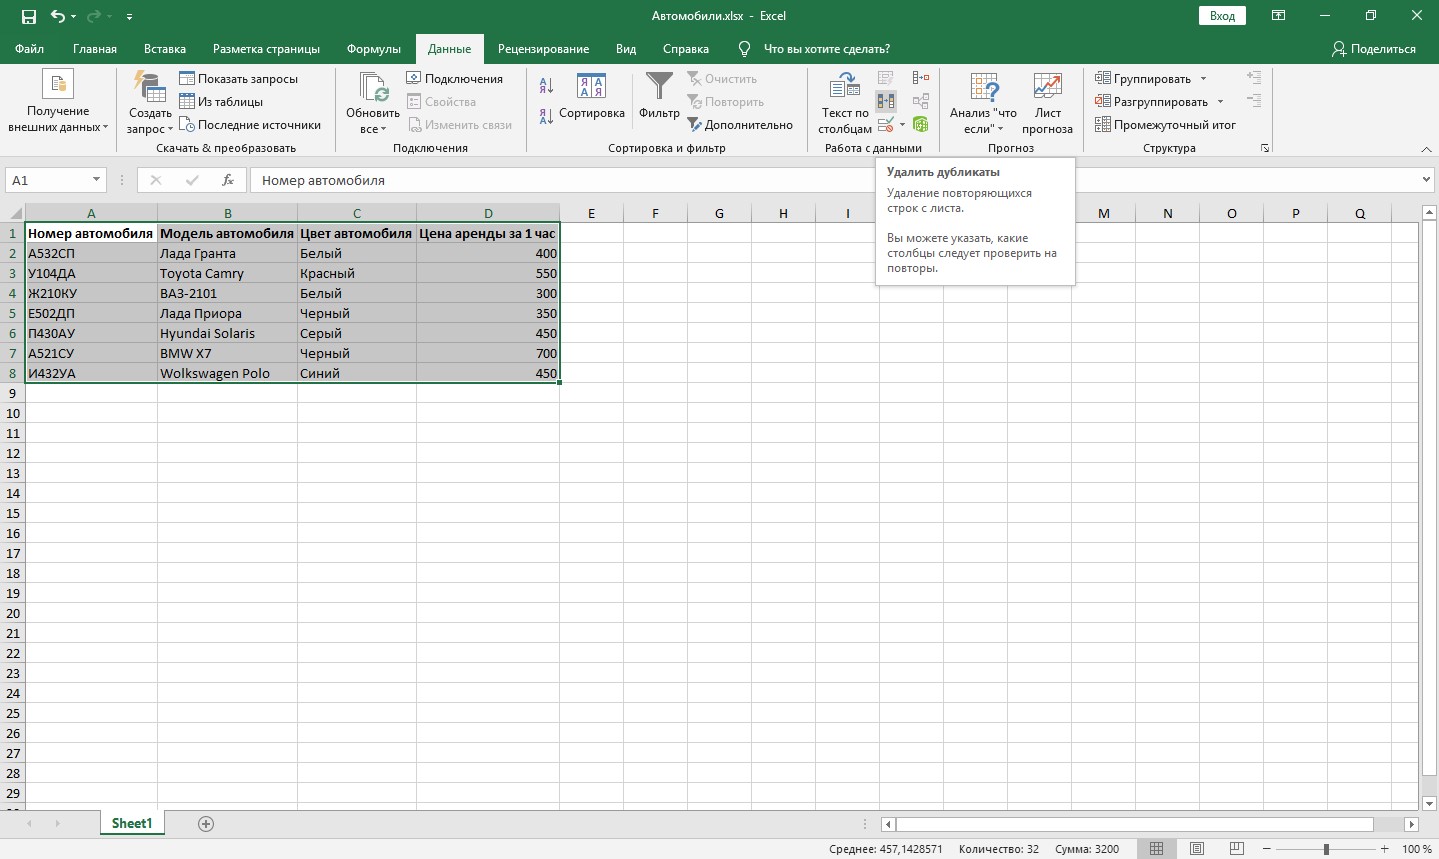 Автомобили.xlsx - Excel
Вход
Файл Главная Вставка Разметка страницы Формулы Данные Рецензирование Вид Справка Что вы хотите сделать? Поделиться
Получение внешних данных
Создать запрос
Показать запросы
Из таблицы
Последние источники
Скачать & преобразовать
Обновить все
Подключения
Свойства
Изменить связи
Подключения
Сортировка
Фильтр
Очистить
Повторить
Дополнительно
Сортировка и фильтр
Текст по столбцам
Работа с данными
Анализ "что если"
Лист прогноза
Прогноз
Группировать
Разгруппировать
Промежуточный итог
Структура
A1
fx
Номер автомобиля
Удалить дубликаты
Удаление повторяющихся
строк с листа.
Вы можете указать, какие
столбцы следует проверить на
повторы.
A B C D E F G H I M N O P Q
1 Номер автомобиля Модель автомобиля Цвет автомобиля Цена аренды за 1 час
2 А532СП Лада Гранта Белый 400
3 У104ДА Toyota Camry Красный 550
4 Ж210КУ ВАЗ-2101 Белый 300
5 Е502ДП Лада Приора Черный 350
6 П430АУ Hyundai Solaris Серый 450
7 А521СУ BMW X7 Черный 700
8 И432УА Wolkswagen Polo Синий 450
9
10
11
12
13
14
15
16
17
18
19
20
21
22
23
24
25
26
27
28
29
Sheet1
Среднее: 457,1428571 Количество: 32 Сумма: 3200 100 %